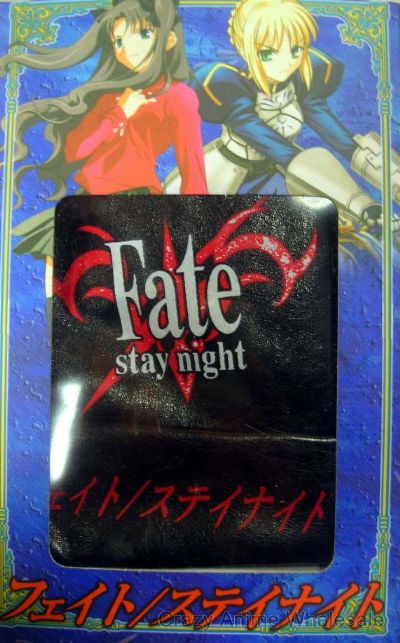 Fate
stay night
ェイト/ステイナイト
フェイト/ステイナイト
Crazy Anime Wholesale